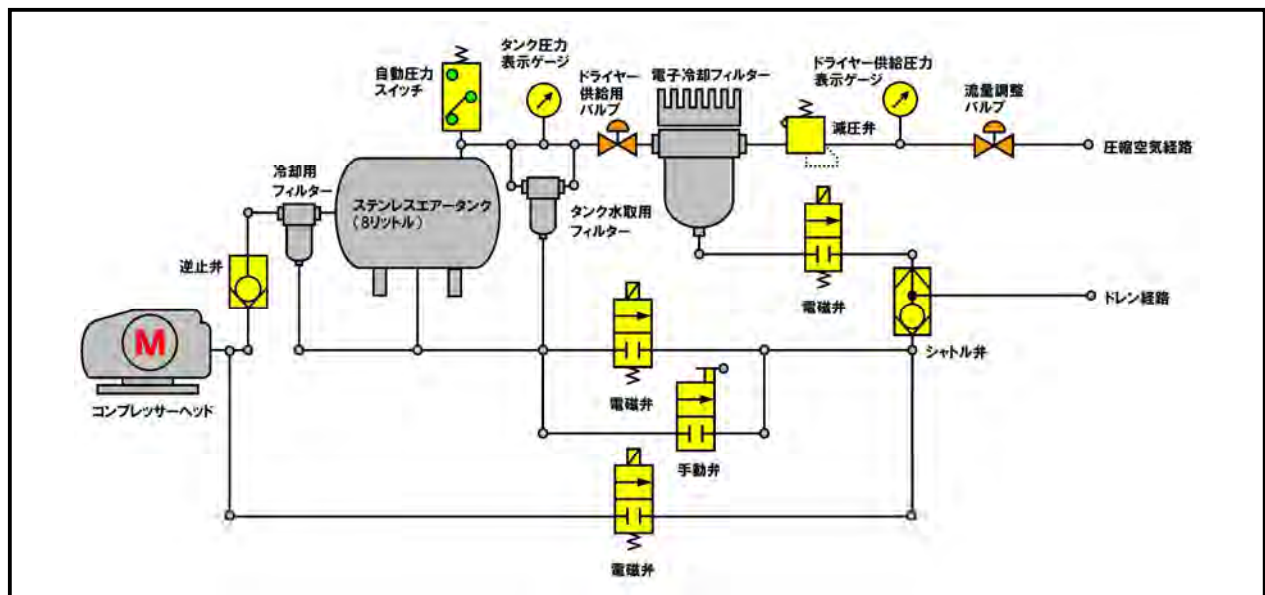 タンク圧力
表示ゲージ
自動圧力
スイッチ
ドライヤー
供給用
バルブ
電子冷却フィルター
ドライヤー供給圧力
表示ゲージ
流量調整
バルブ
減圧弁
圧縮空気経路
冷却用
フィルター
ステンレスエアータンク
(8リットル)
タンク水取用
フィルター
逆止弁
電磁弁
ドレン経路
M
シャトル弁
コンプレッサーヘッド
電磁弁
手動弁
電磁弁